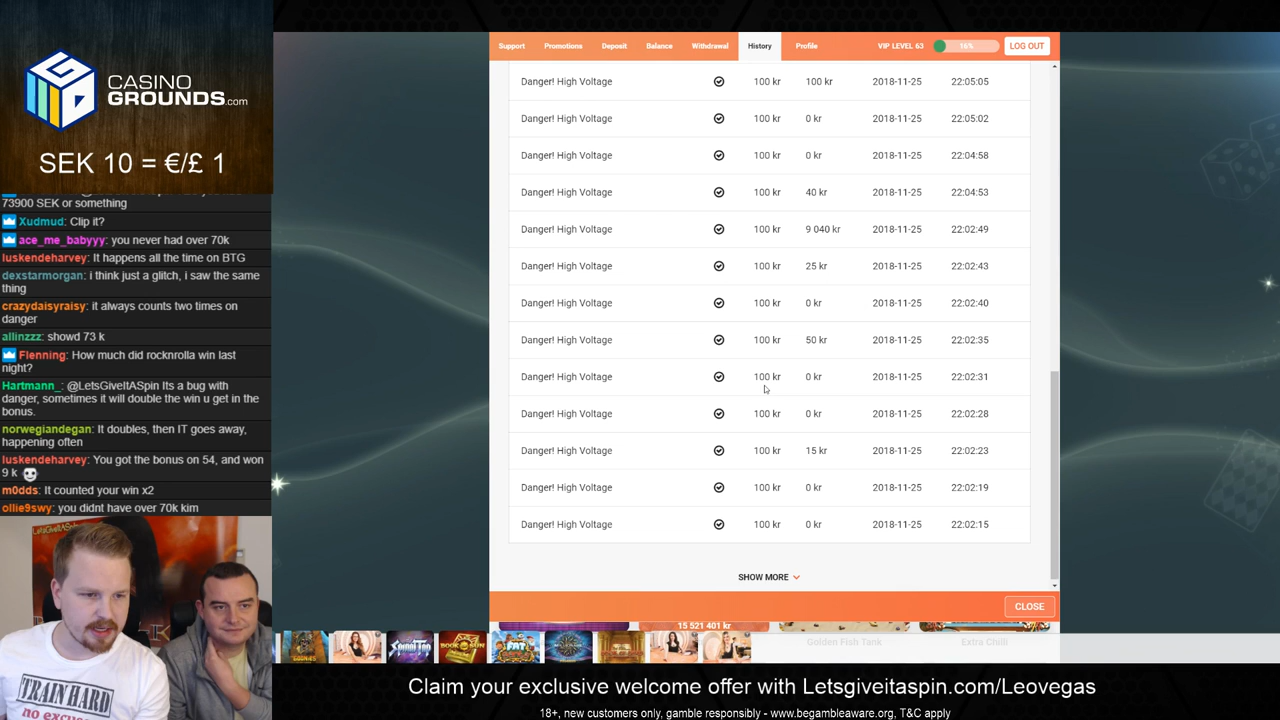 CASINO
GROUNDS.com
SEK 10 = €/£ 1
73900 SEK or something
Xudmud: Clip it?
ace_me_babyyy: you never had over 70k
luskendeharvey: It happens all the time on BTG
dexstarmorgan: i think just a glitch, i saw the same
thing
crazydaisyraisy: it always counts two times on
danger
allinzzz: showd 73 k
Flenning: How much did rocknrolla win last
night?
Hartmann_: @LetsGiveItASpin Its a bug with
danger, sometimes it will double the win u get in the
bonus.
norwegiandegan: It doubles, then IT goes away,
happening often
luskendeharvey: You got the bonus on 54, and won
9 k
m0dds: It counted your win x2
ollie9swy: you didnt have over 70k kim
Support Promotions Deposit Balance Withdrawal History Profile VIP LEVEL 63 16% LOG OUT
Danger! High Voltage 100 kr 100 kr 2018-11-25 22:05:05
Danger! High Voltage 100 kr 0 kr 2018-11-25 22:05:02
Danger! High Voltage 100 kr 0 kr 2018-11-25 22:04:58
Danger! High Voltage 100 kr 40 kr 2018-11-25 22:04:53
Danger! High Voltage 100 kr 9 040 kr 2018-11-25 22:02:49
Danger! High Voltage 100 kr 25 kr 2018-11-25 22:02:43
Danger! High Voltage 100 kr 0 kr 2018-11-25 22:02:40
Danger! High Voltage 100 kr 50 kr 2018-11-25 22:02:35
Danger! High Voltage 100 kr 0 kr 2018-11-25 22:02:31
Danger! High Voltage 100 kr 0 kr 2018-11-25 22:02:28
Danger! High Voltage 100 kr 15 kr 2018-11-25 22:02:23
Danger! High Voltage 100 kr 0 kr 2018-11-25 22:02:19
Danger! High Voltage 100 kr 0 kr 2018-11-25 22:02:15
SHOW MORE
CLOSE
15 521 401 kr
Golden Fish Tank
Extra Chilli
TRAIN HARD
no excus
Claim your exclusive welcome offer with Letsgiveitaspin.com/Leovegas
18+, new customers only, gamble responsibly - www.begambleaware.org, T&C apply